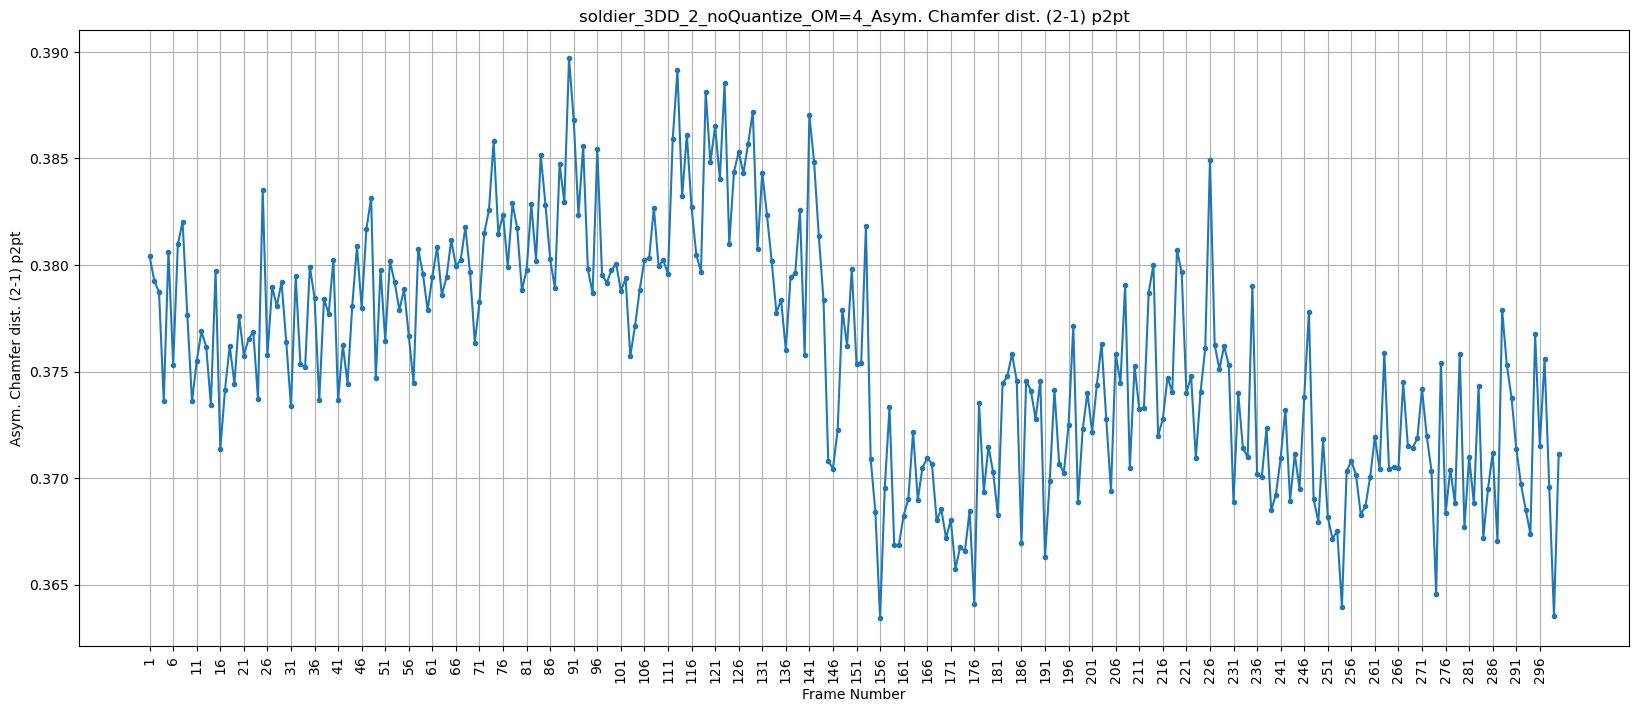 soldier_3DD_2_noQuantize_OM=4_Asym. Chamfer dist. (2-1) p2pt
Asym. Chamfer dist. (2-1) p2pt
0.390
0.385
0.380
0.375
0.370
0.365
1 6 11 16 21 26 31 36 41 46 51 56 61 66 71 76 81 86 91 96 101 106 111 116 121 126 131 136 141 146 151 156 161 166 171 176 181 186 191 196 201 206 211 216 221 226 231 236 241 246 251 256 261 266 271 276 281 286 291 296
Frame Number